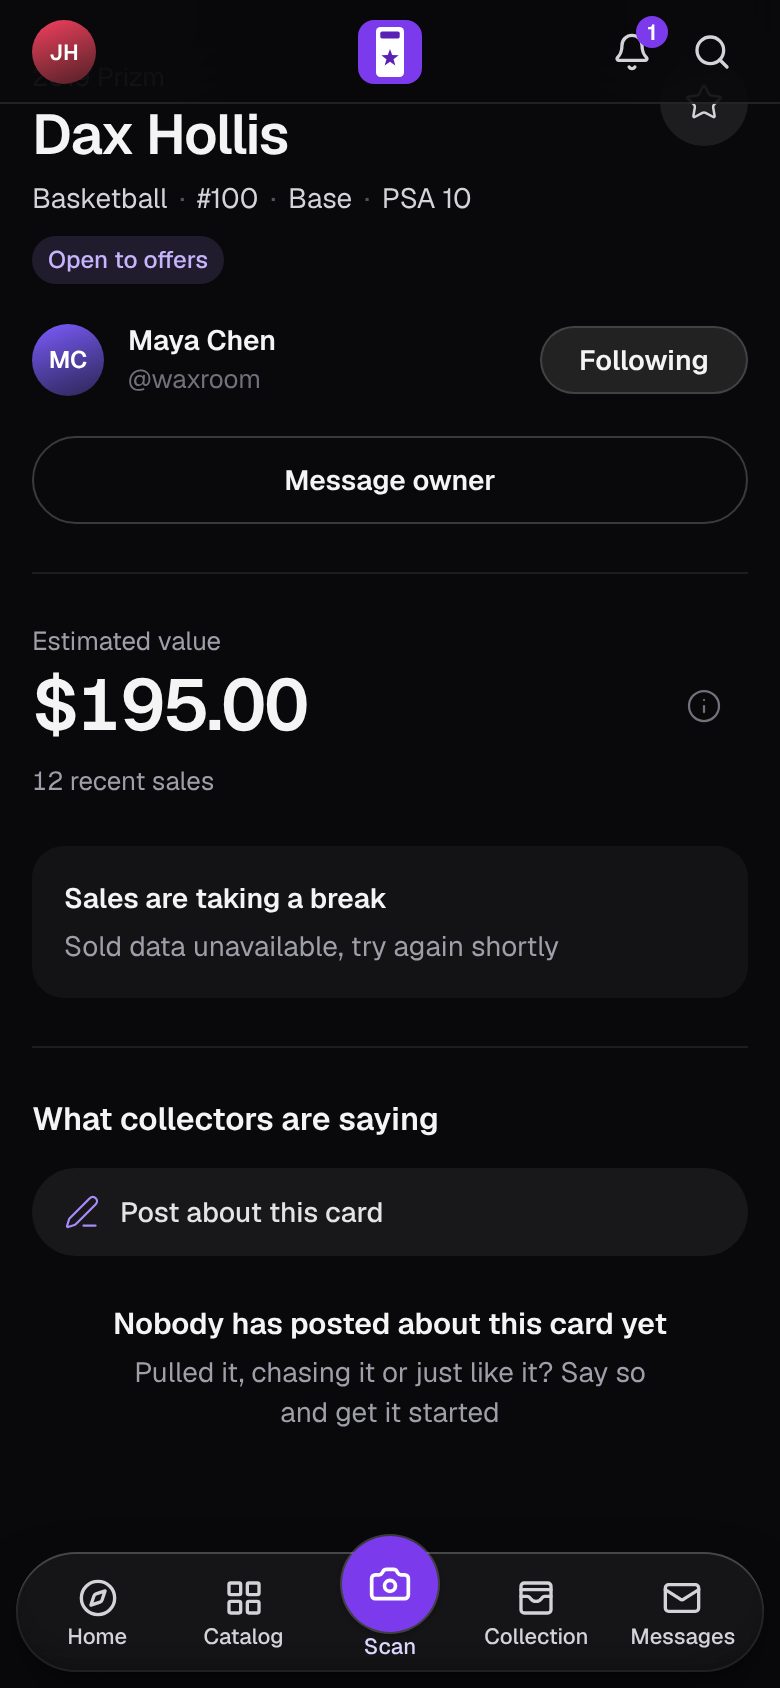 JH
1
2019 Prizm
Dax Hollis
Basketball · #100 · Base · PSA 10
Open to offers
MC
Maya Chen
@waxroom
Following
Message owner
Estimated value
$195.00
12 recent sales
Sales are taking a break
Sold data unavailable, try again shortly
What collectors are saying
Post about this card
Nobody has posted about this card yet
Pulled it, chasing it or just like it? Say so
and get it started
Home
Catalog
Scan
Collection
Messages